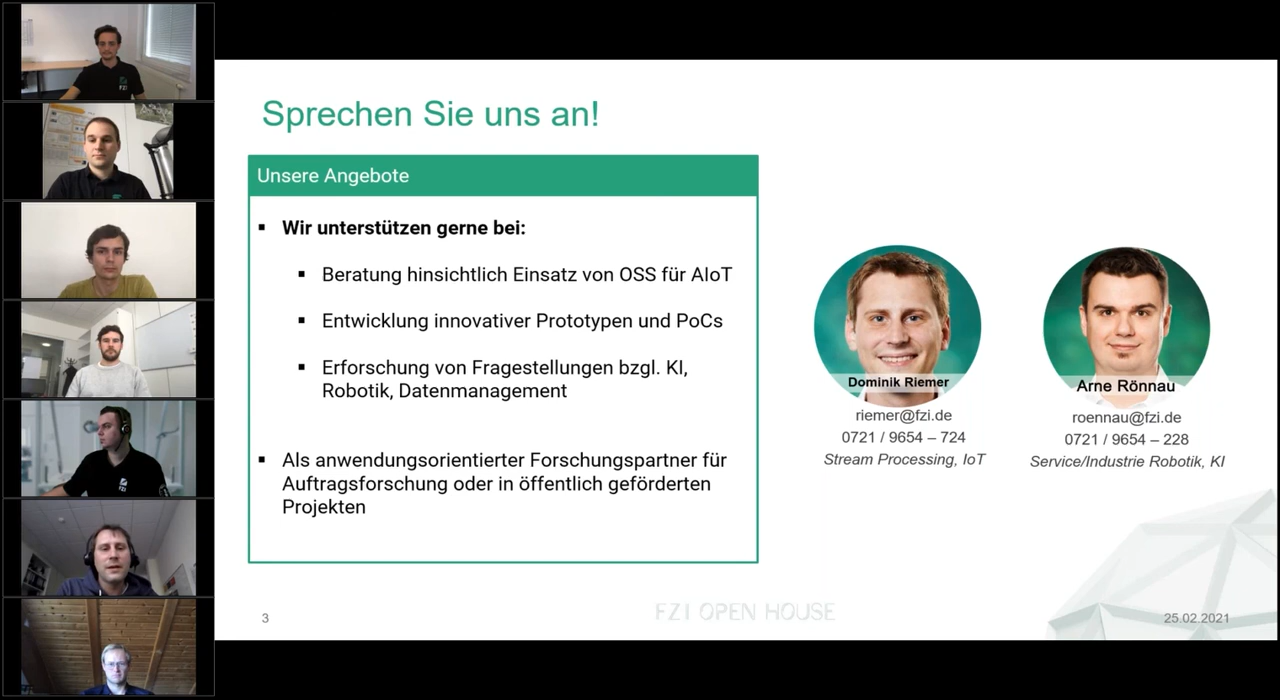 Sprechen Sie uns an!
Unsere Angebote
▪ Wir unterstützen gerne bei:
▪ Beratung hinsichtlich Einsatz von OSS für AIoT
▪ Entwicklung innovativer Prototypen und PoCs
▪ Erforschung von Fragestellungen bzgl. KI,
Robotik, Datenmanagement
▪ Als anwendungsorientierter Forschungspartner für
Auftragsforschung oder in öffentlich geförderten
Projekten
Dominik Riemer
riemer@fzi.de
0721 / 9654 – 724
Stream Processing, IoT
Arne Rönnau
roennau@fzi.de
0721 / 9654 – 228
Service/Industrie Robotik, KI
3
FZI OPEN HOUSE
25.02.2021
FZI
FZI